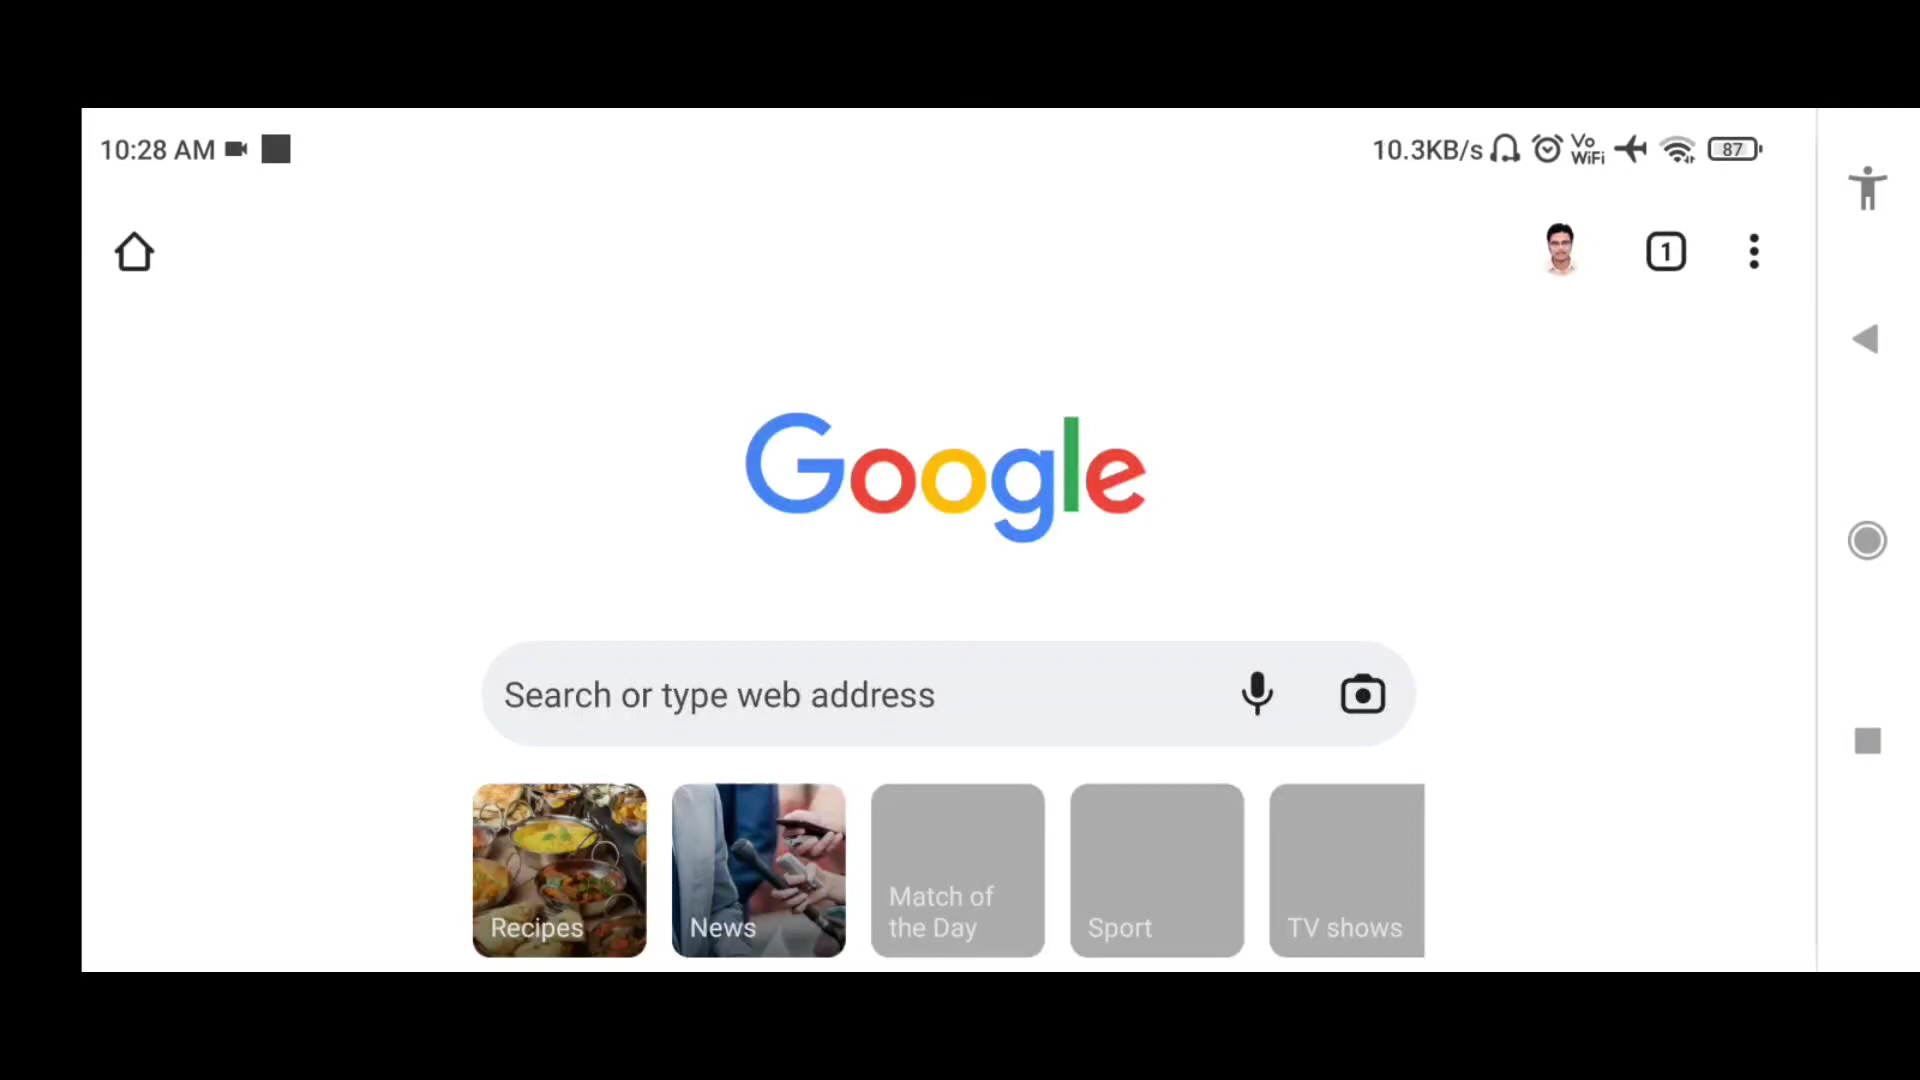 10:28 AM
10.3KB/s Vo WiFi 87
1
Google
Search or type web address
Recipes
News
Match of
the Day
Sport
TV shows